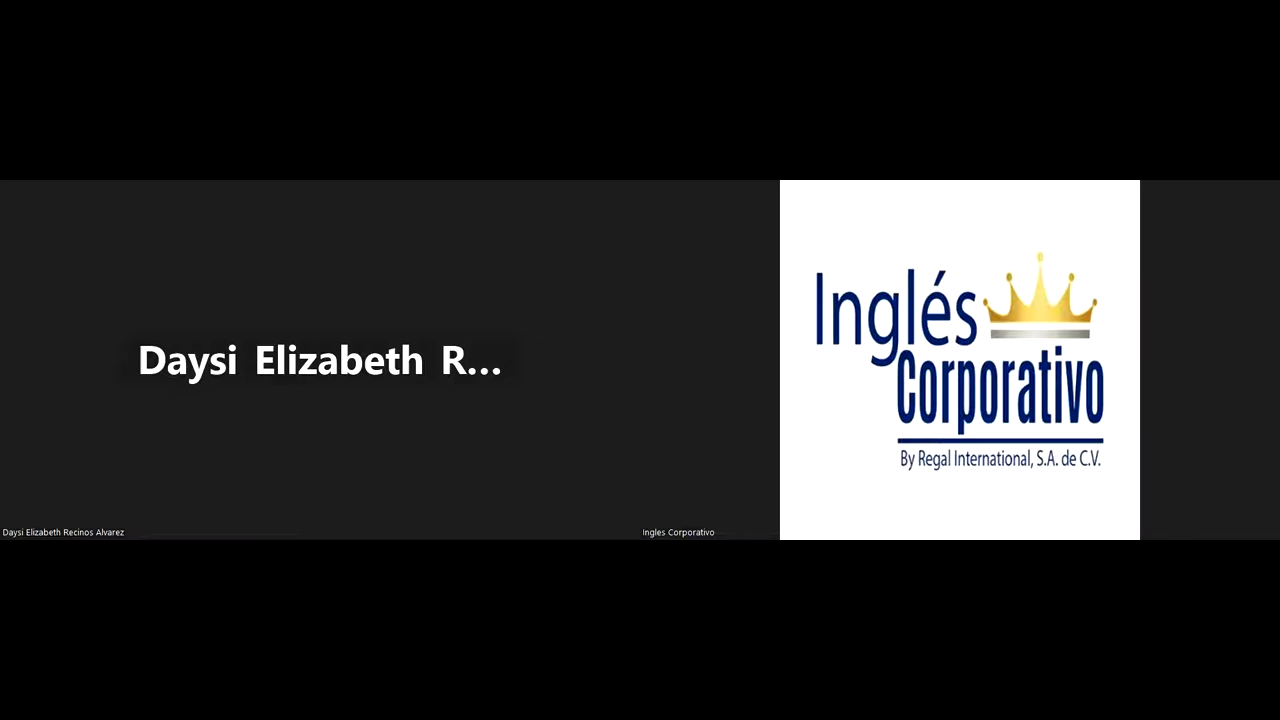 Daysi Elizabeth R...
Daysi Elizabeth Recinos Alvarez
Inglés
Corporativo
By Regal International, S.A. de C.V.
Ingles Corporativo